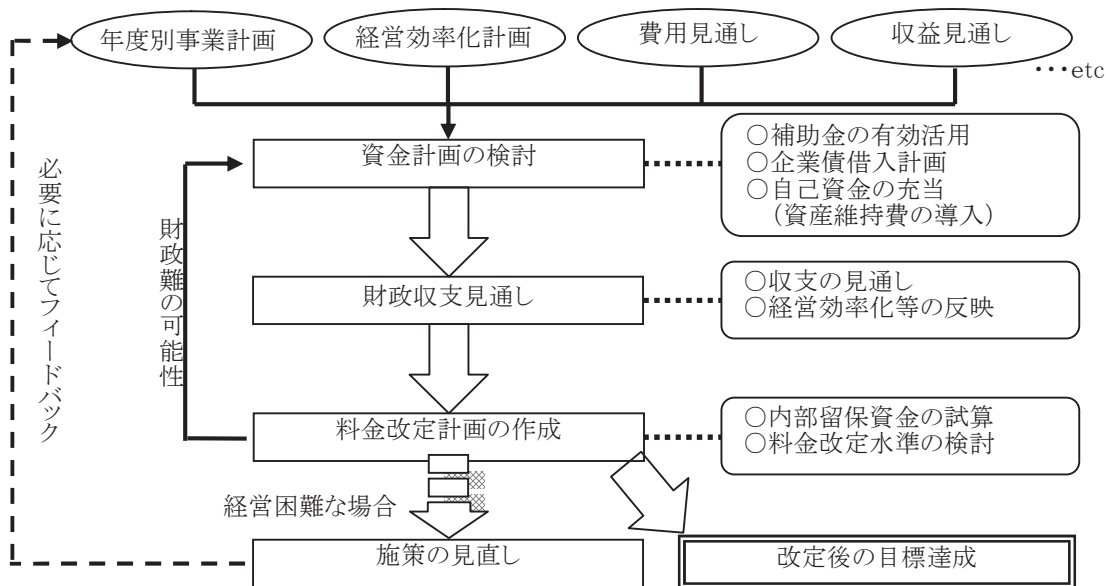 年度別事業計画
経営効率化計画
費用見通し
収益見通し
・・・etc
資金計画の検討
○補助金の有効活用
○企業債借入計画
○自己資金の充当
（資産維持費の導入）
必要に応じてフィードバック
財政難の可能性
財政収支見通し
○収支の見通し
○経営効率化等の反映
料金改定計画の作成
○内部留保資金の試算
○料金改定水準の検討
経営困難な場合
施策の見直し
改定後の目標達成